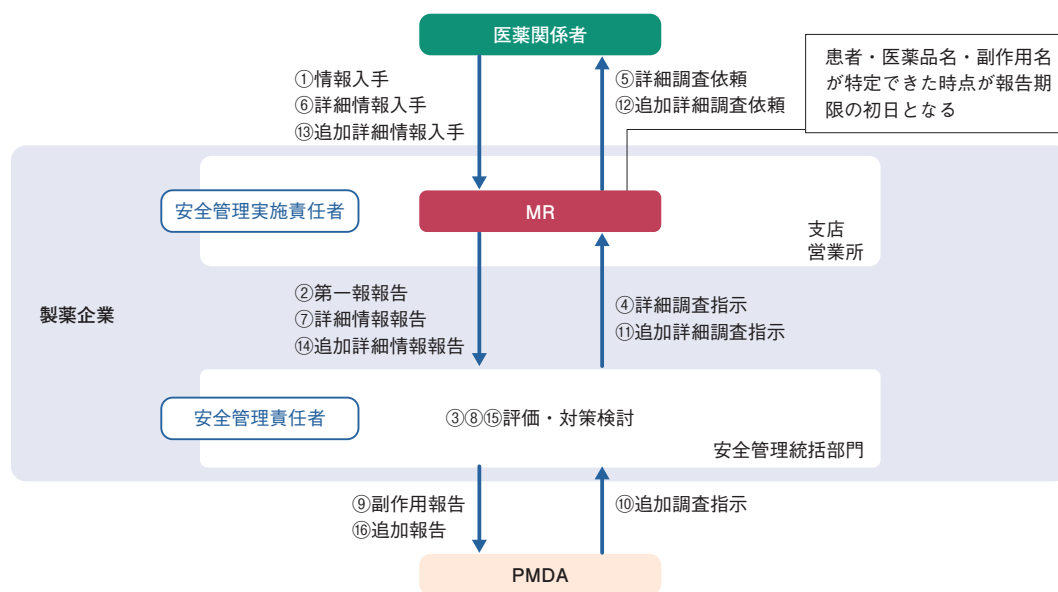 医薬関係者
①情報入手
⑥詳細情報入手
⑬追加詳細情報入手
⑤詳細調査依頼
⑫追加詳細調査依頼
患者・医薬品名・副作用名
が特定できた時点が報告期
限の初日となる
安全管理実施責任者
MR
支店
営業所
製薬企業
②第一報報告
⑦詳細情報報告
⑭追加詳細情報報告
④詳細調査指示
⑪追加詳細調査指示
安全管理責任者
③⑧⑮評価・対策検討
安全管理統括部門
⑨副作用報告
⑯追加報告
⑩追加調査指示
PMDA